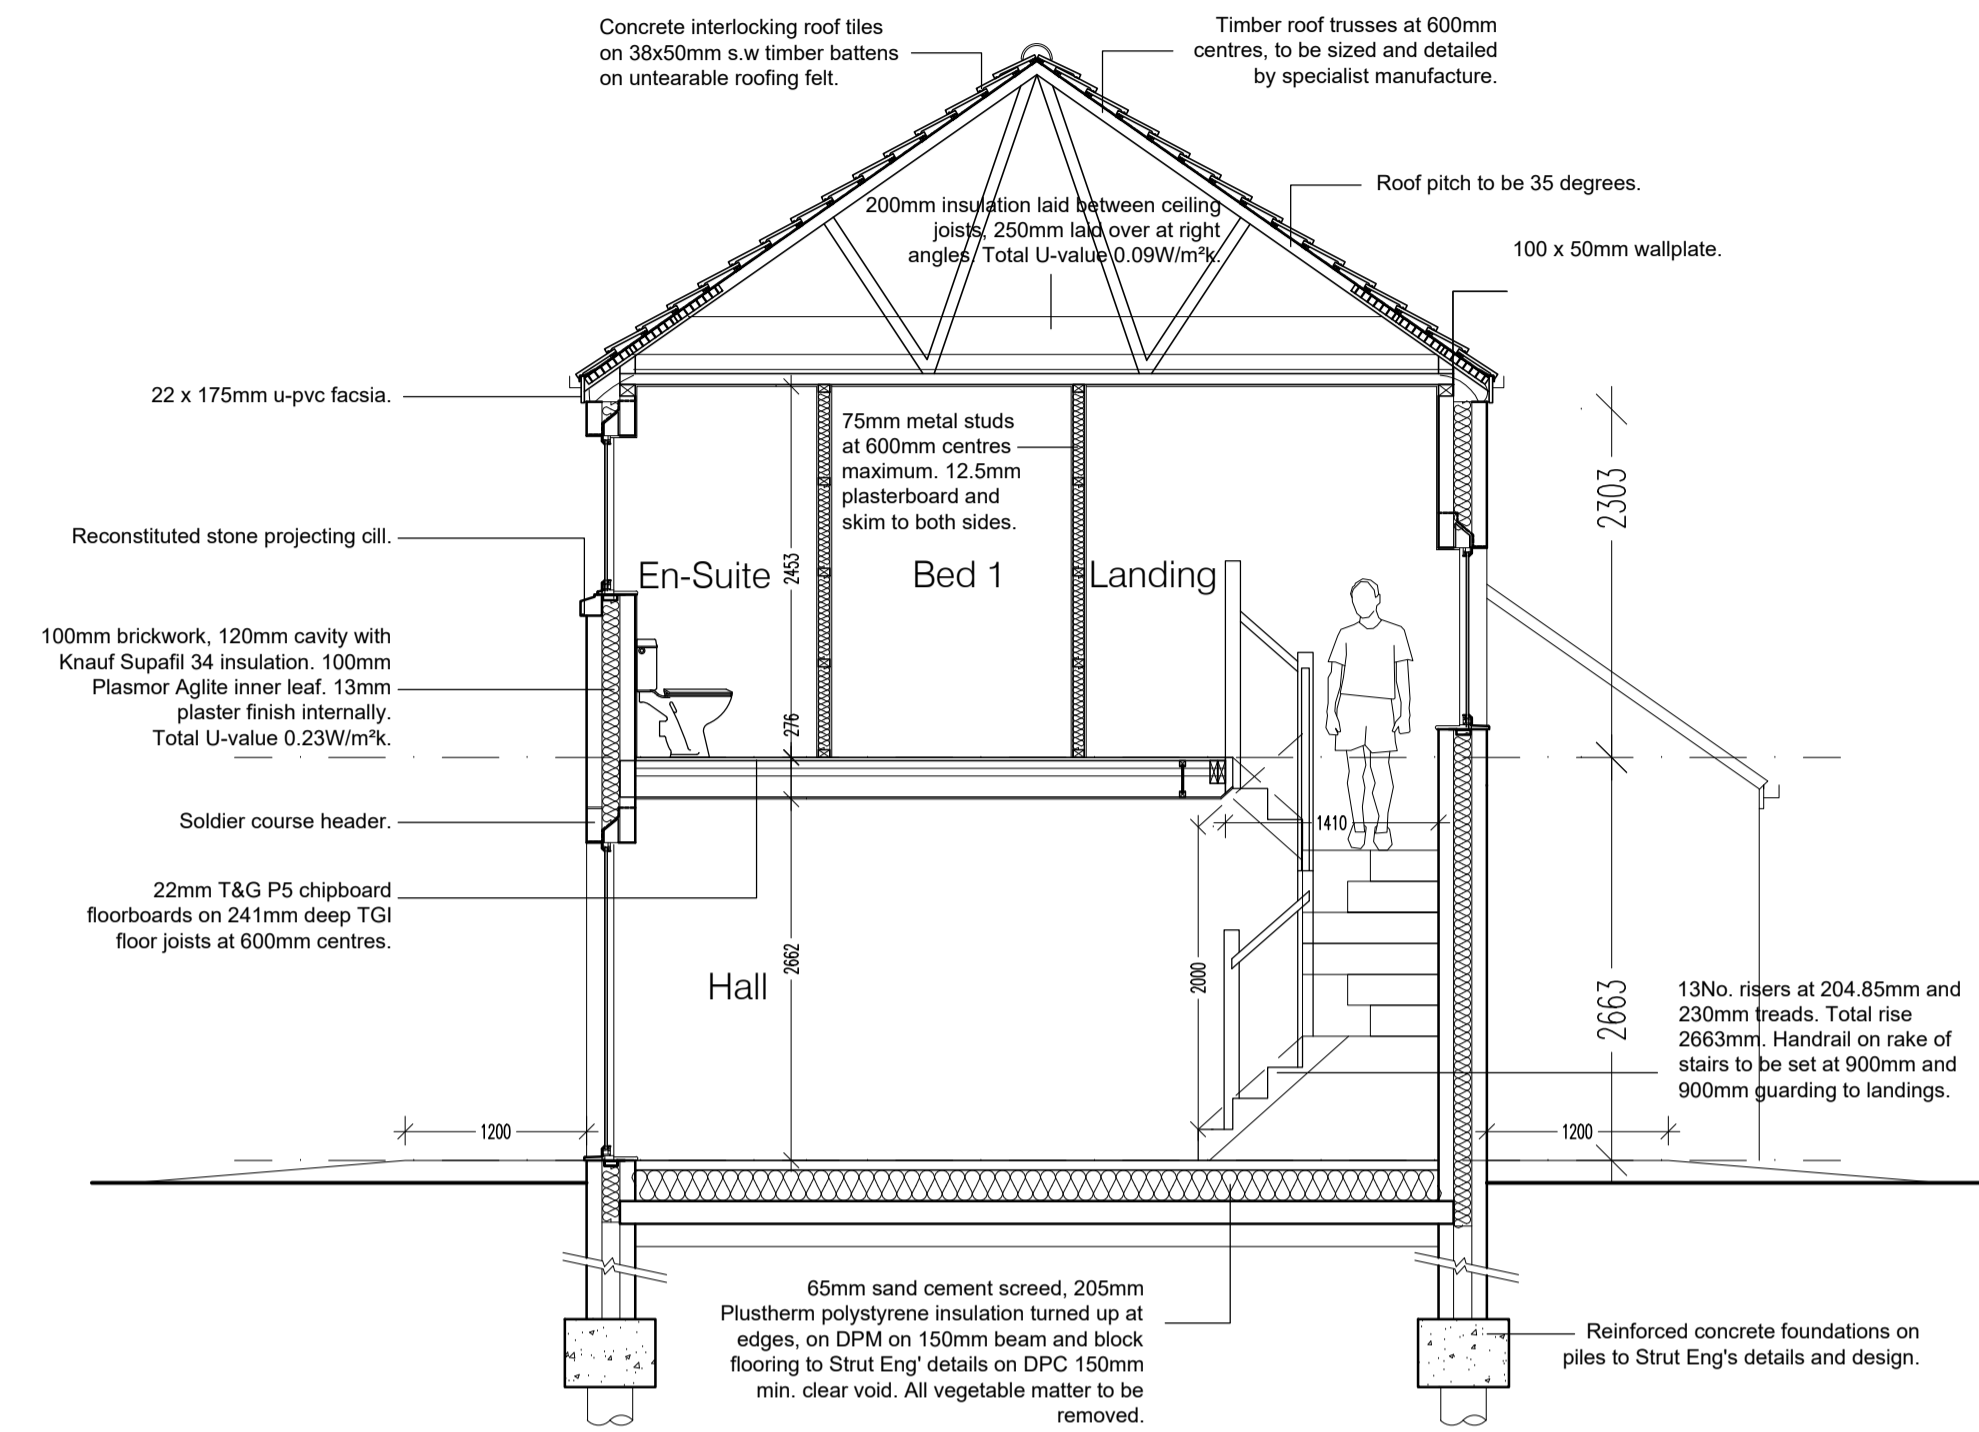 Concrete interlocking roof tiles
on 38x50mm s.w timber battens
on untearable roofing felt.
Timber roof trusses at 600mm
centres, to be sized and detailed
by specialist manufacture.
Roof pitch to be 35 degrees.
200mm insulation laid between ceiling
joists, 250mm laid over at right
angles. Total U-value 0.09W/m²k.
100 x 50mm wallplate.
22 x 175mm u-pvc facsia.
75mm metal studs
at 600mm centres
maximum. 12.5mm
plasterboard and
skim to both sides.
2303
Reconstituted stone projecting cill.
En-Suite
2453
Bed 1
Landing
100mm brickwork, 120mm cavity with
Knauf Supafil 34 insulation. 100mm
Plasmor Aglite inner leaf. 13mm
plaster finish internally.
Total U-value 0.23W/m²k.
276
Soldier course header.
1410
22mm T&G P5 chipboard
floorboards on 241mm deep TGI
floor joists at 600mm centres.
Hall
2662
2000
2663
13No. risers at 204.85mm and
230mm treads. Total rise
2663mm. Handrail on rake of
stairs to be set at 900mm and
900mm guarding to landings.
1200
1200
65mm sand cement screed, 205mm
Plustherm polystyrene insulation turned up at
edges, on DPM on 150mm beam and block
flooring to Strut Eng' details on DPC 150mm
min. clear void. All vegetable matter to be
removed.
Reinforced concrete foundations on
piles to Strut Eng's details and design.